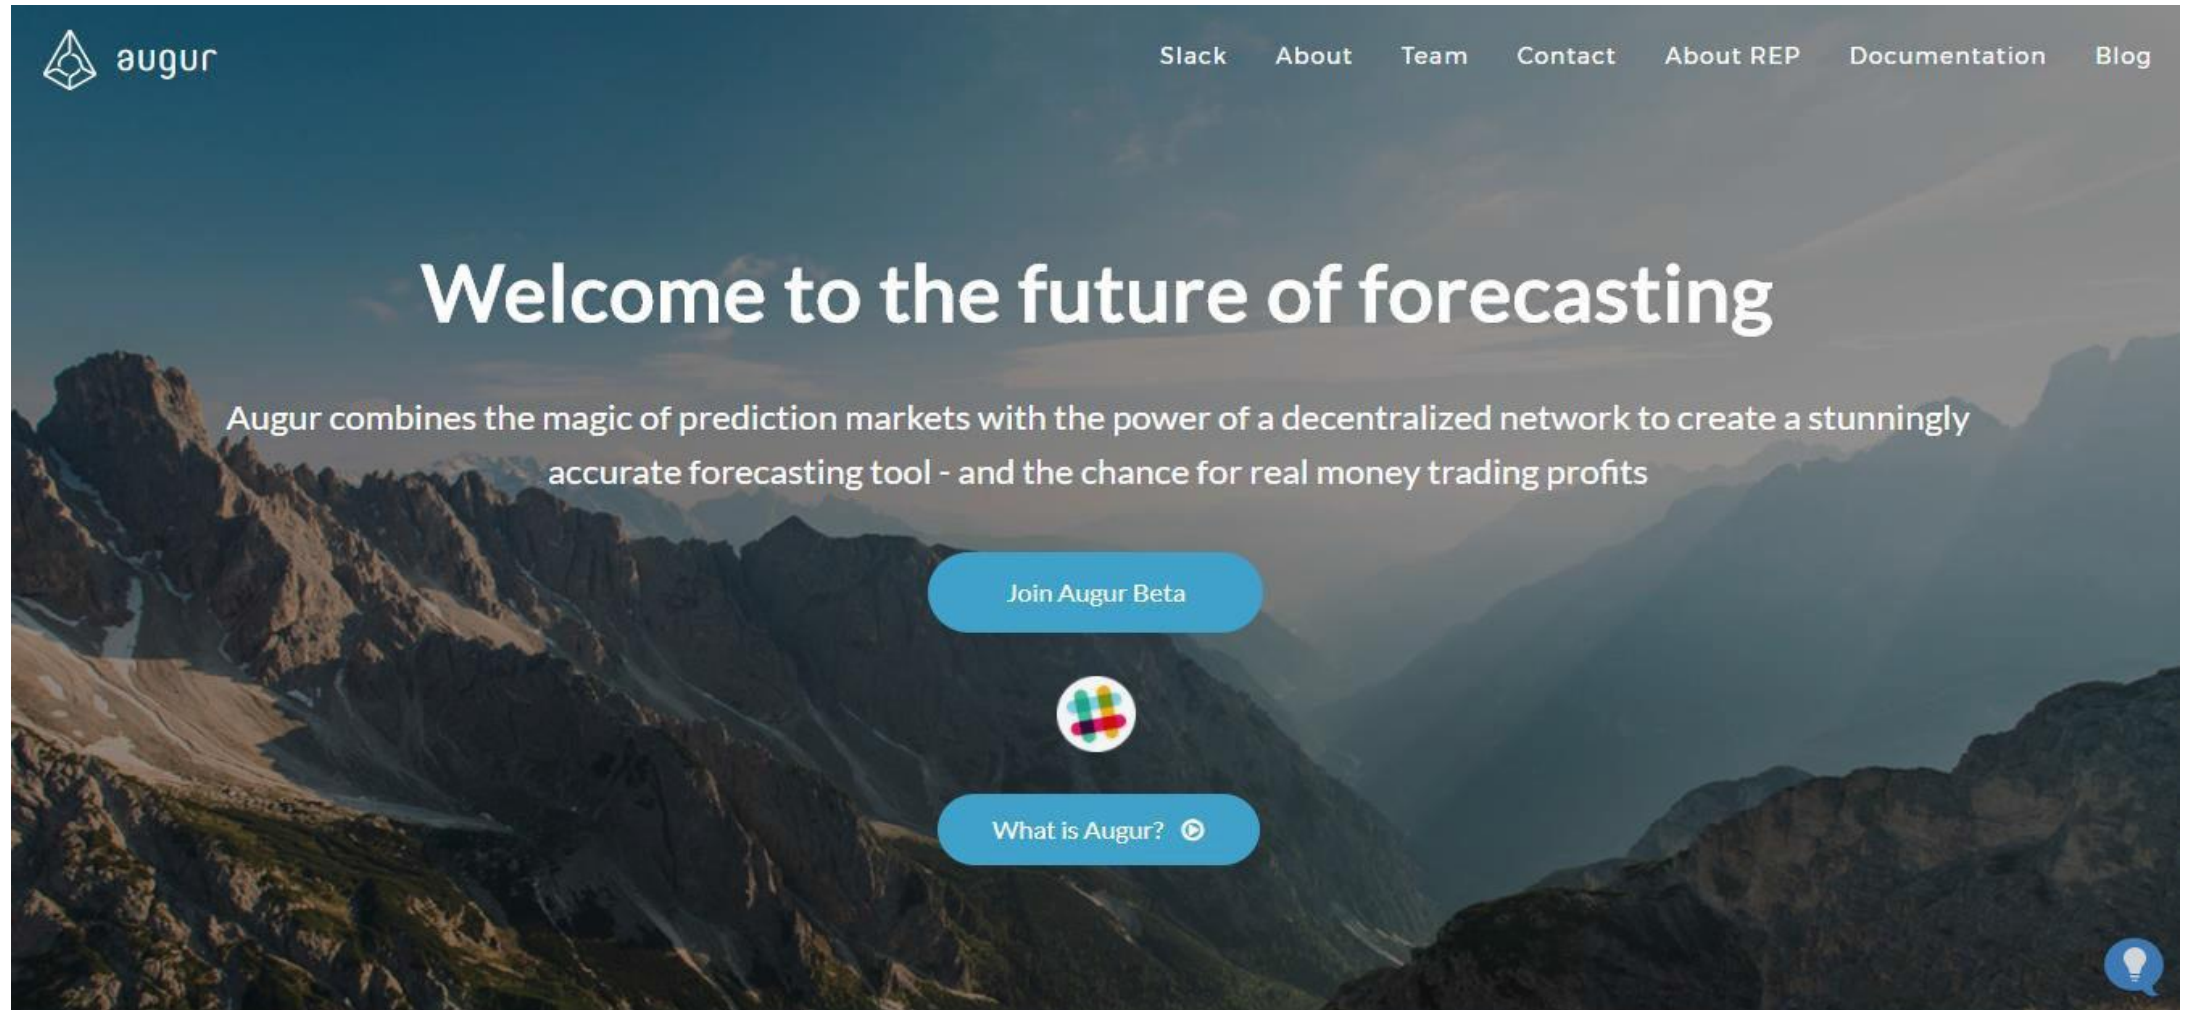 augur
Slack About Team Contact About REP Documentation Blog
Welcome to the future of forecasting
Augur combines the magic of prediction markets with the power of a decentralized network to create a stunningly
accurate forecasting tool - and the chance for real money trading profits
Join Augur Beta
What is Augur?